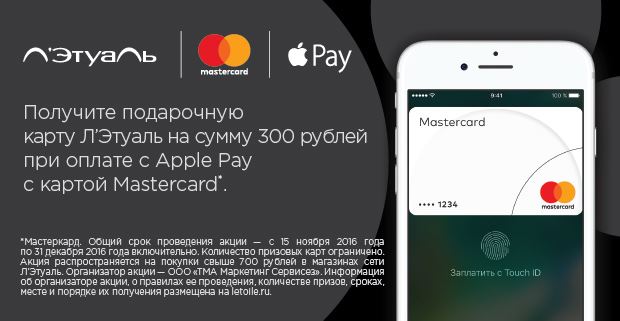 Л'Этуаль
mastercard
Pay
Получите подарочную
карту Л'Этуаль на сумму 300 рублей
при оплате с Apple Pay
с картой Mastercard*.
*Мастеркард. Общий срок проведения акции — с 15 ноября 2016 года
по 31 декабря 2016 года включительно. Количество призовых карт ограничено.
Акция распространяется на покупки свыше 700 рублей в магазинах сети
Л'Этуаль. Организатор акции — ООО «ТМА Маркетинг Сервисез». Информация
об организаторе акции, о правилах ее проведения, количестве призов, сроках,
месте и порядке их получения размещена на letoile.ru.
9:41
100 %
Mastercard
•••• 1234
mastercard
Заплатить с Touch ID